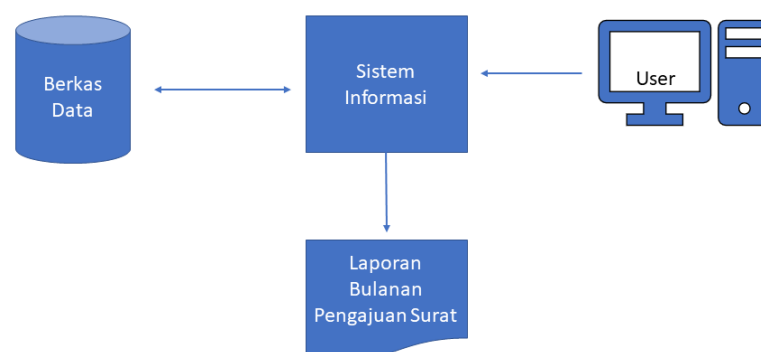 Berkas
Data
Sistem
Informasi
User
Laporan
Bulanan
Pengajuan Surat